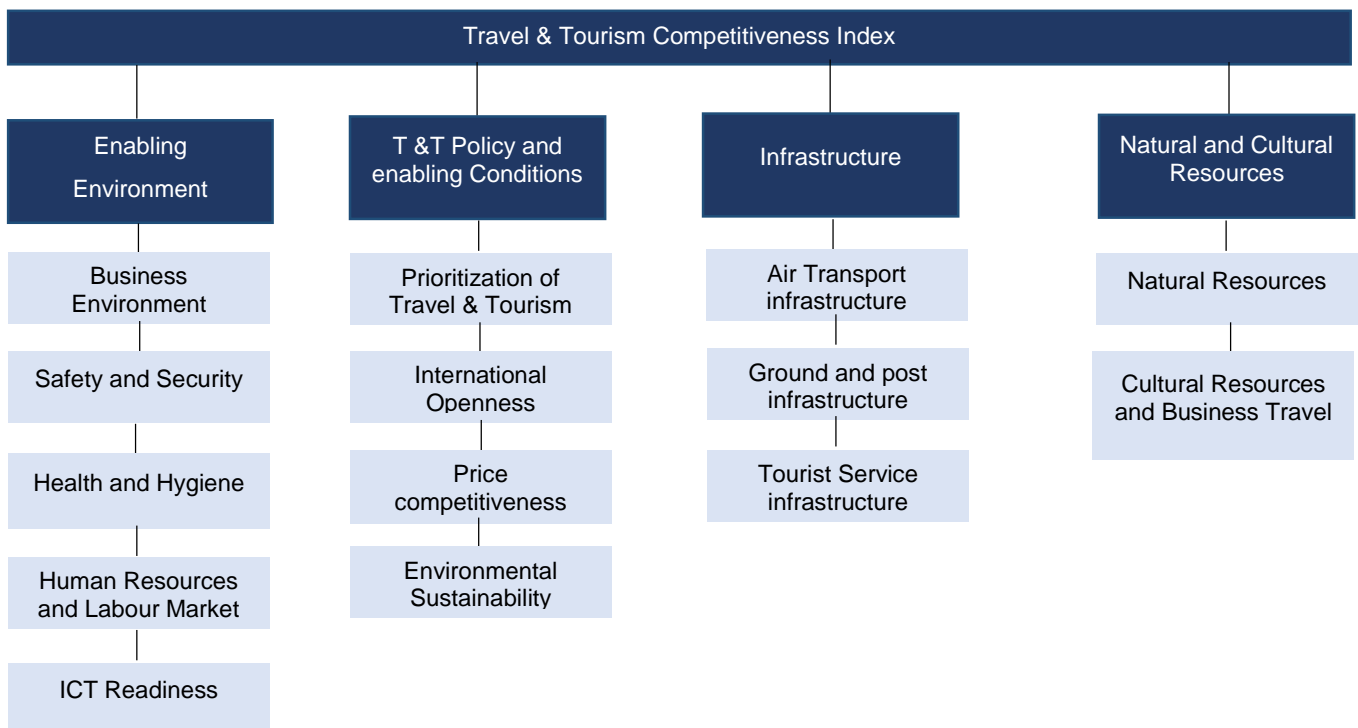 Travel & Tourism Competitiveness Index
Enabling
Environment
T &T Policy and
enabling Conditions
Infrastructure
Natural and Cultural
Resources
Business
Environment
Safety and Security
Health and Hygiene
Human Resources
and Labour Market
ICT Readiness
Prioritization of
Travel & Tourism
International
Openness
Price
competitiveness
Environmental
Sustainability
Air Transport
infrastructure
Ground and post
infrastructure
Tourist Service
infrastructure
Natural Resources
Cultural Resources
and Business Travel